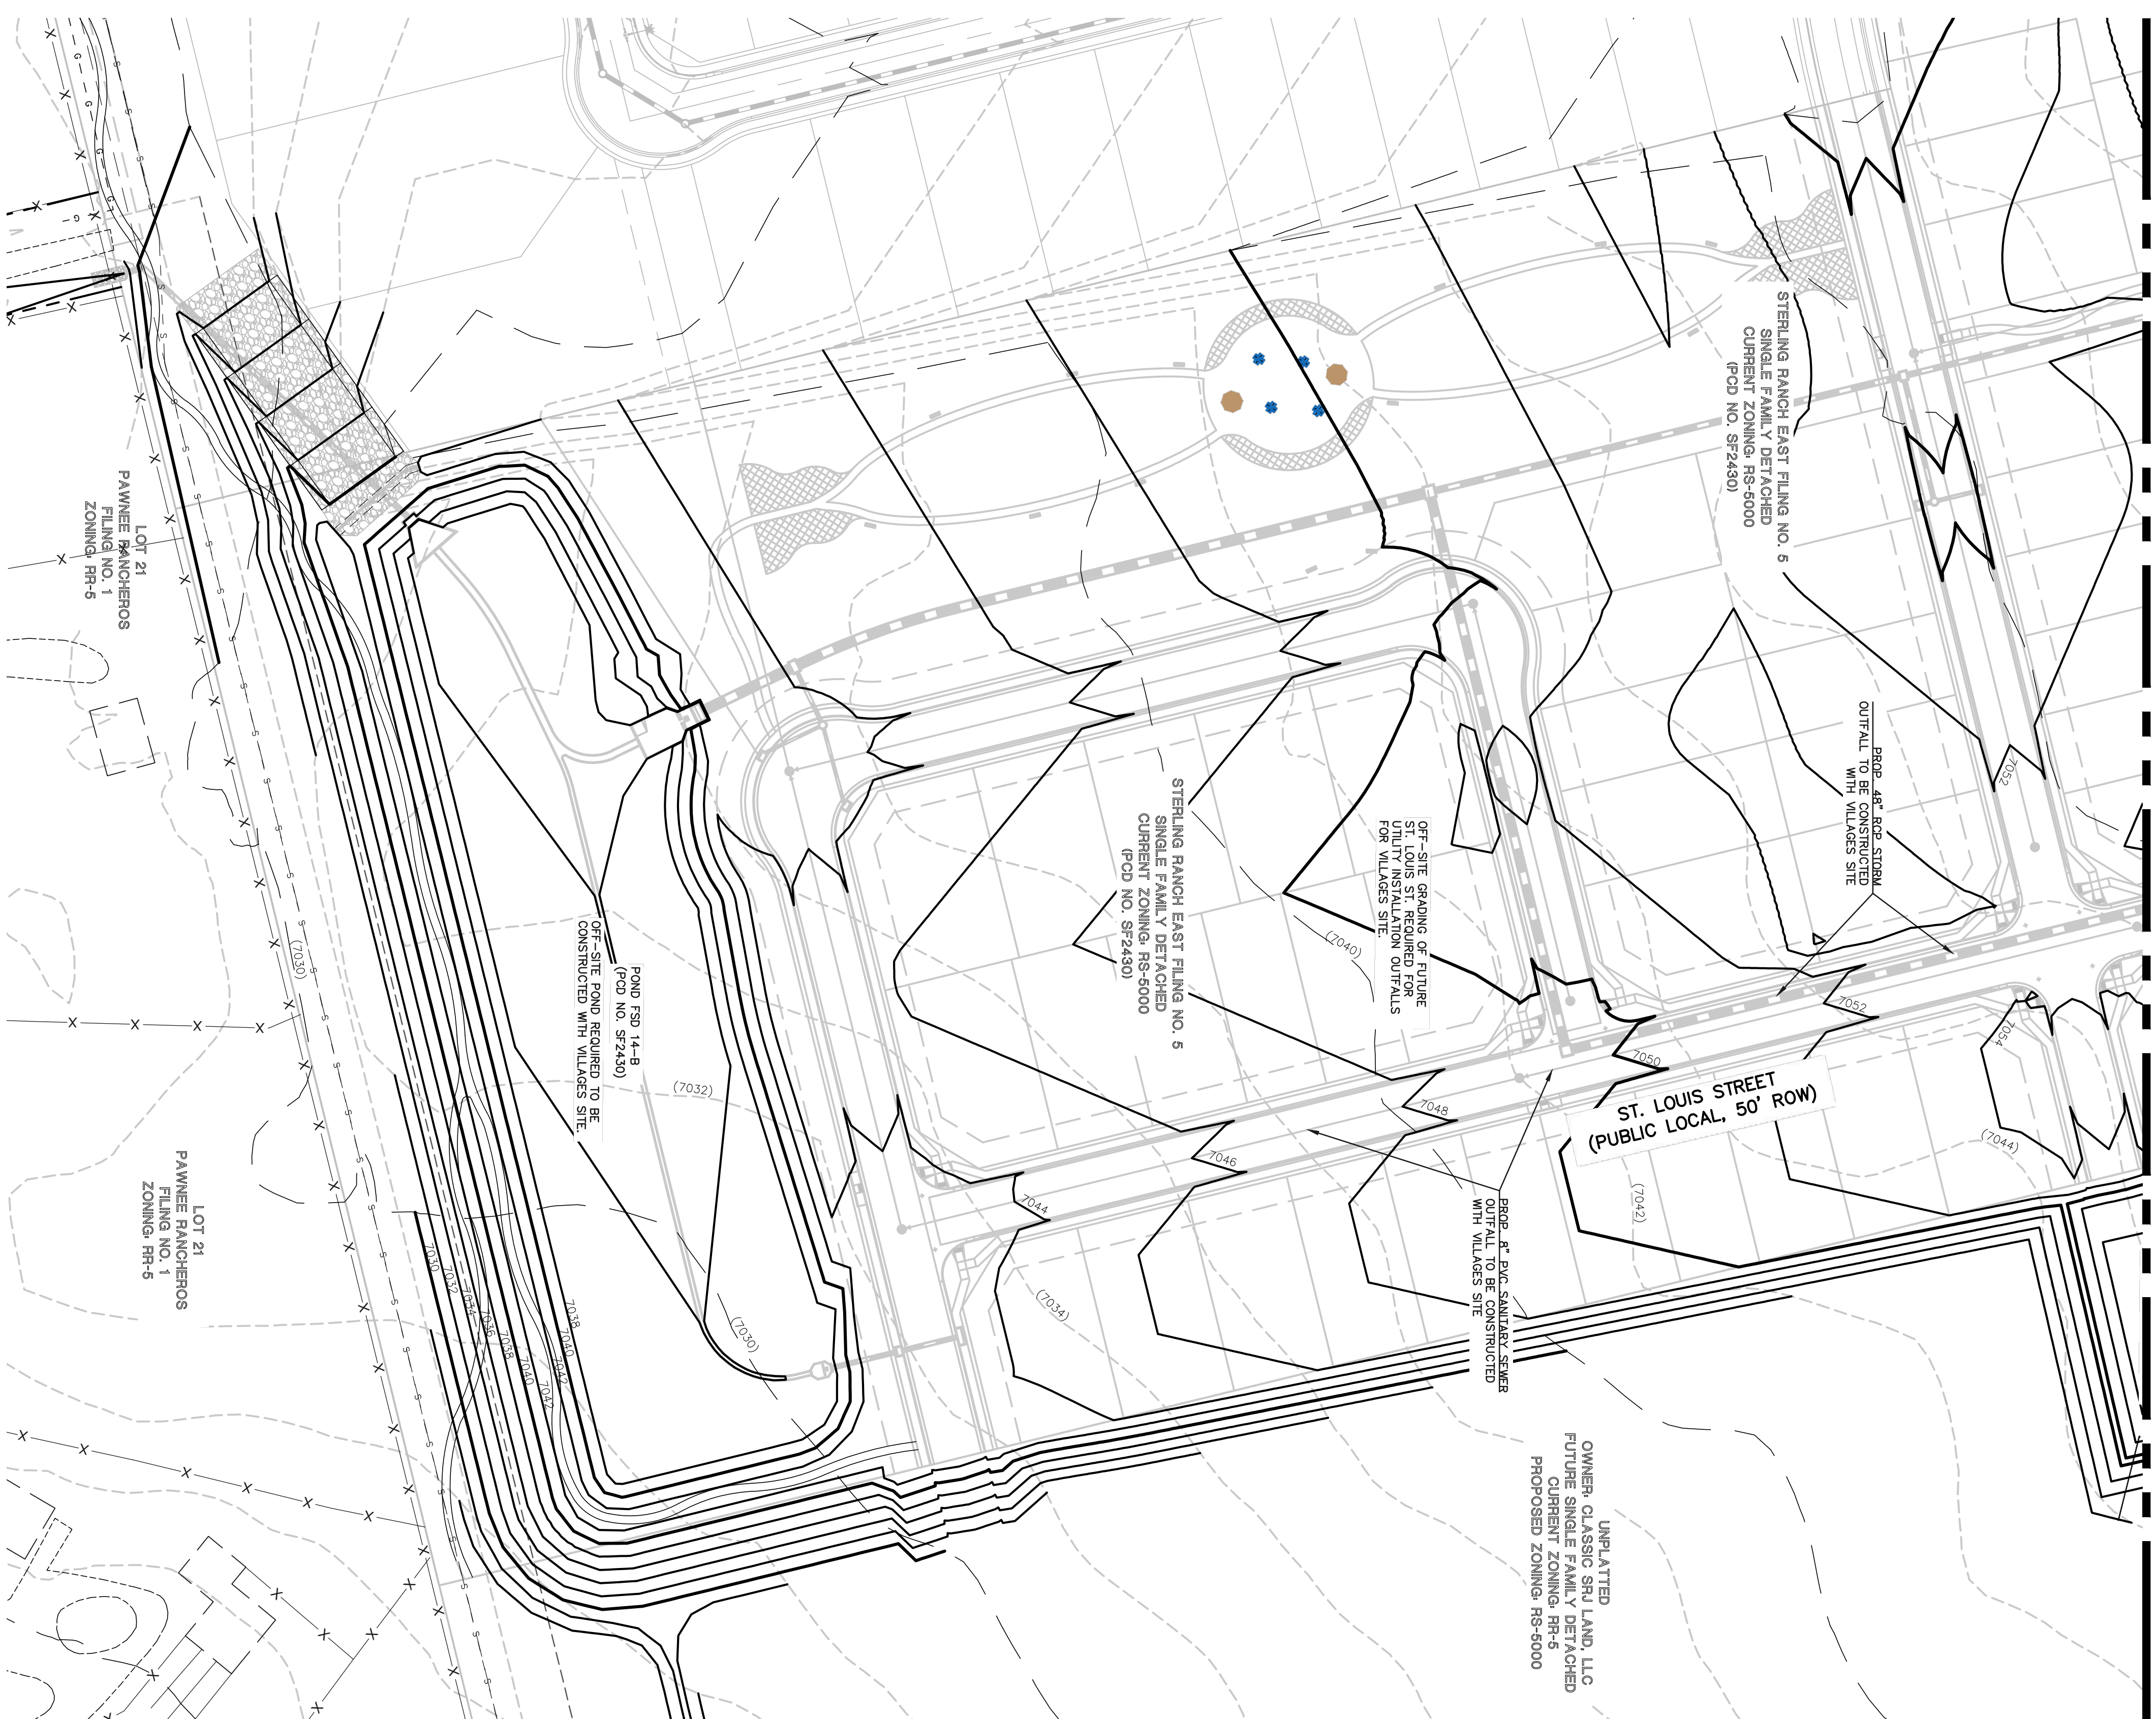 STERLING RANCH EAST FILING NO. 5
SINGLE FAMILY DETACHED
CURRENT ZONING: RS-5000
(PCD NO. SF2430)
PROP. 48" RCP STORM
OUTFALL TO BE CONSTRUCTED
WITH VILLAGES SITE
7052
OFF-SITE GRADING OF FUTURE
ST. LOUIS ST. REQUIRED FOR
UTILITY INSTALLATION OUTFALLS
FOR VILLAGES SITE.
STERLING RANCH EAST FILING NO. 5
SINGLE FAMILY DETACHED
CURRENT ZONING: RS-5000
(PCD NO. SF2430)
(7040)
7052
7054
7050
ST. LOUIS STREET
(PUBLIC LOCAL, 50' ROW)
(7044)
(7042)
7048
7046
7044
PROP. 8" PVC SANITARY SEWER
OUTFALL TO BE CONSTRUCTED
WITH VILLAGES SITE
(7034)
(7032)
(7030)
POND FSD 14-B
(PCD NO. SF2430)
OFF-SITE POND REQUIRED TO BE
CONSTRUCTED WITH VILLAGES SITE.
(7030)
7038
7040
7042
7030
7032
7034
7036
7038
7040
7042
LOT 21
PAWNEE RANCHEROS
FILING NO. 1
ZONING: RR-5
LOT 21
PAWNEE RANCHEROS
FILING NO. 1
ZONING: RR-5
UNPLATTED
OWNER: CLASSIC SRJ LAND, LLC
FUTURE SINGLE FAMILY DETACHED
CURRENT ZONING: RR-5
PROPOSED ZONING: RS-5000